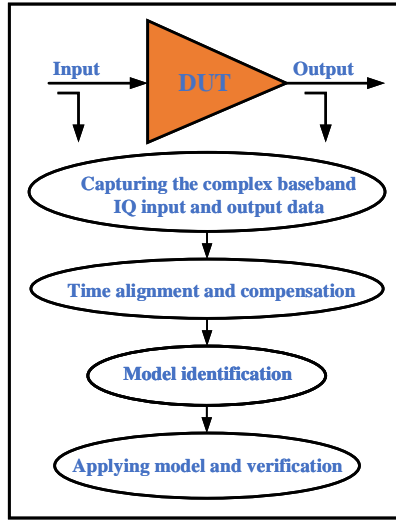 Input
DUT
Output
Capturing the complex baseband
IQ input and output data
Time alignment and compensation
Model identification
Applying model and verification